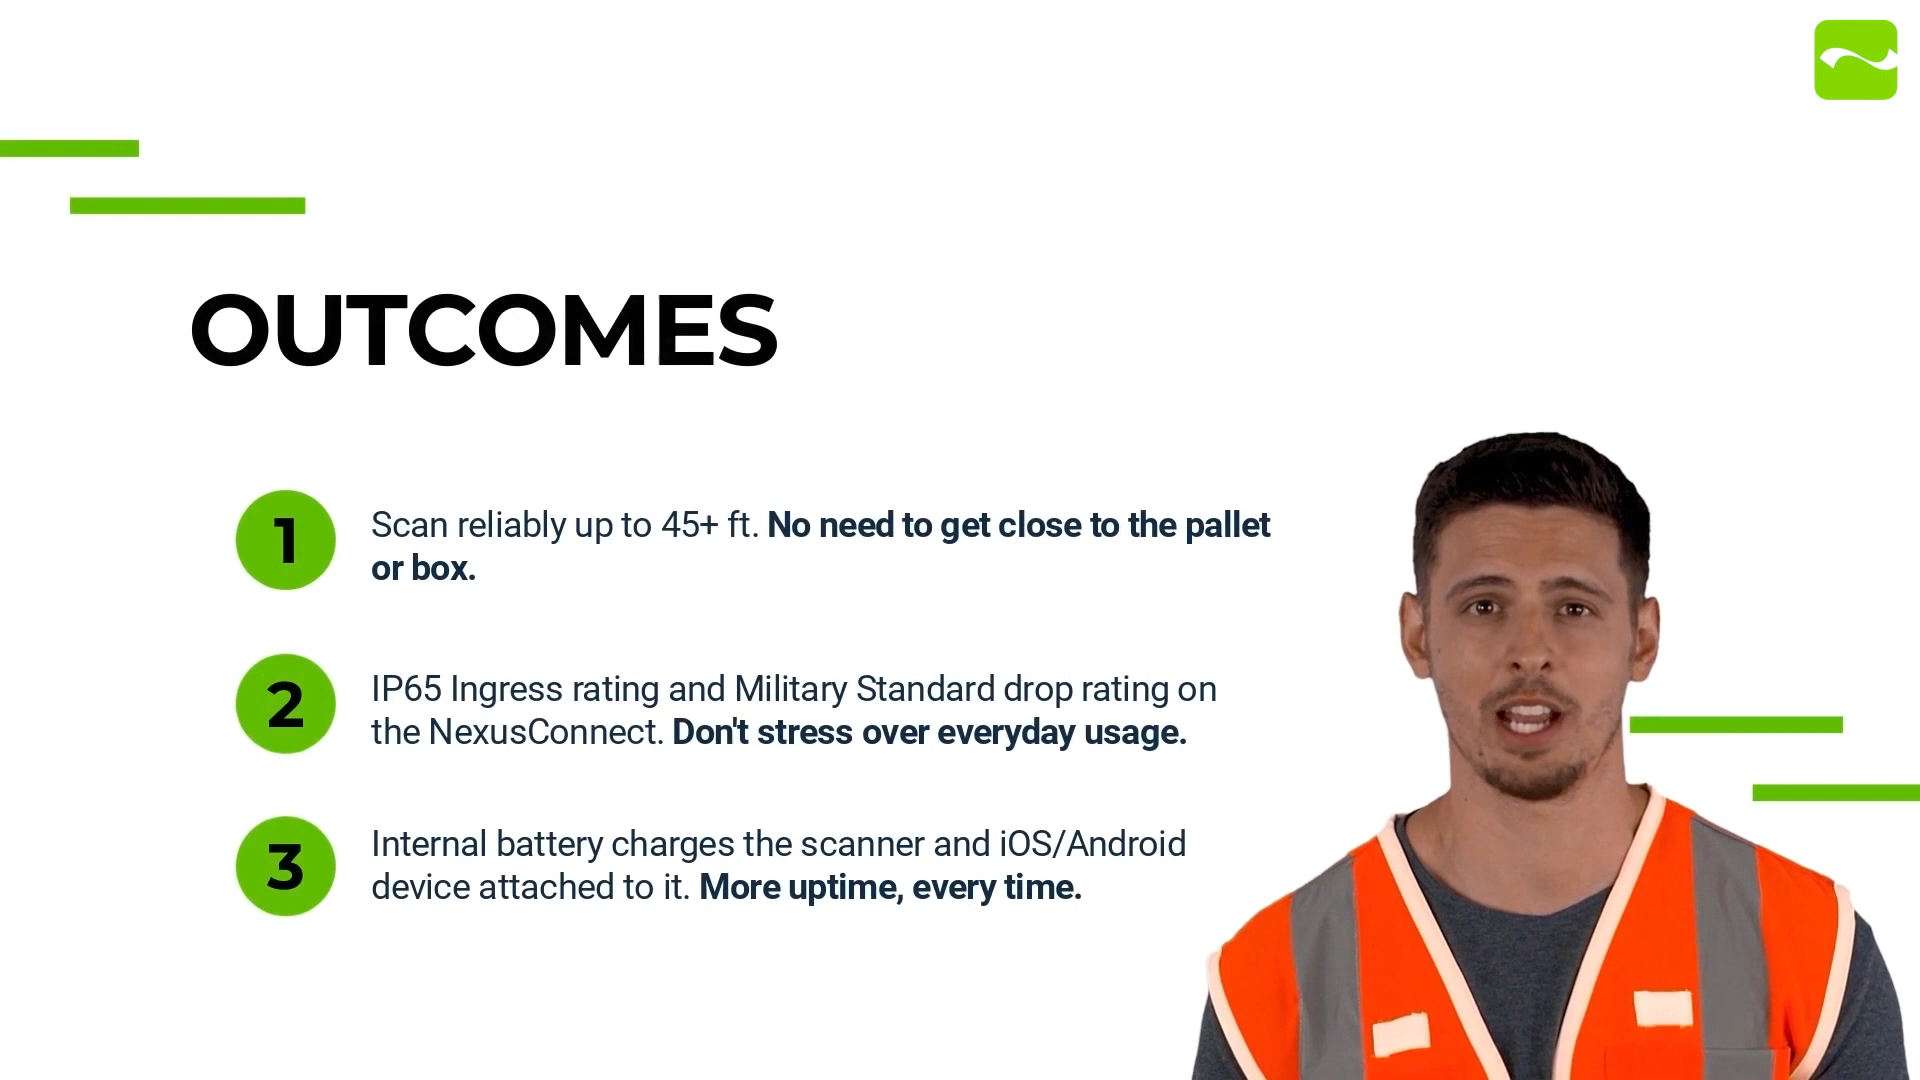 OUTCOMES
1
Scan reliably up to 45+ ft. No need to get close to the pallet
or box.
2
IP65 Ingress rating and Military Standard drop rating on
the NexusConnect. Don't stress over everyday usage.
3
Internal battery charges the scanner and iOS/Android
device attached to it. More uptime, every time.